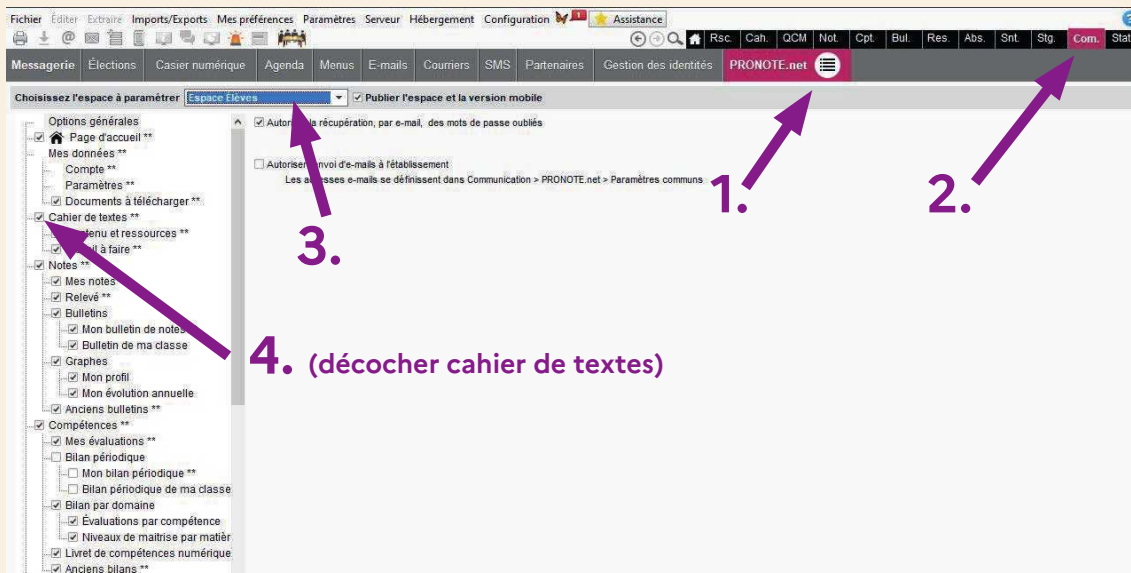 Fichier Éditer Extraire Imports/Exports Mes préférences Paramètres Serveur Hébergement Configuration 1 Assistance ?
@ Rsc. Cah. QCM Not. Cpt. Bul. Res. Abs. Snt. Stg. Com. Stat
Messagerie Élections Casier numérique Agenda Menus E-mails Courriers SMS Partenaires Gestion des identités PRONOTE.net
Choisissez l'espace à paramétrer Espace Élèves Publier l'espace et la version mobile
Options générales
Page d'accueil **
Mes données **
Compte **
Paramètres **
Documents à télécharger **
Cahier de textes **
et ressources **
à faire **
Notes **
Mes notes
Relevé **
Bulletins
Mon bulletin de notes
Bulletin de ma classe
Graphes
Mon profil
Mon évolution annuelle
Anciens bulletins **
Compétences **
Mes évaluations **
Bilan périodique
Mon bilan périodique **
Bilan périodique de ma classe
Bilan par domaine
Évaluations par compétence
Niveaux de maitrise par matièr
Livret de compétences numérique
Anciens bilans **
la récupération, par e-mail, des mots de passe oubliés
Autoriser envoi d'e-mails à l'établissement
Les adresses e-mails se définissent dans Communication > PRONOTE.net > Paramètres communs
1.
2.
3.
4. (décocher cahier de textes)